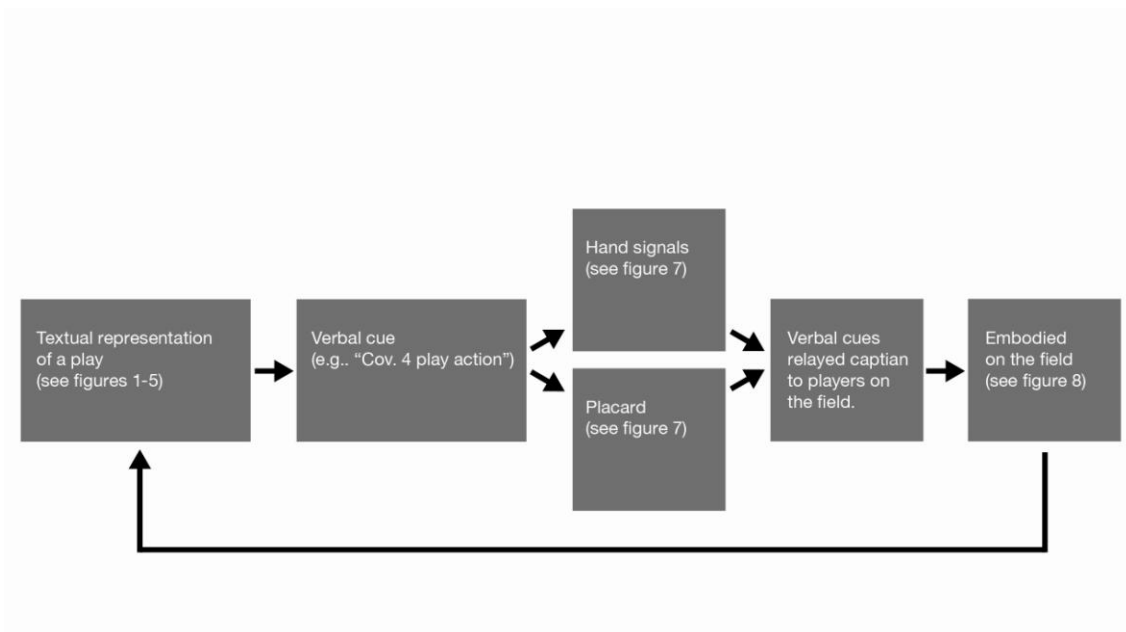 Textual representation
of a play
(see figures 1-5)
Verbal cue
(e.g.. “Cov. 4 play action”)
Hand signals
(see figure 7)
Placard
(see figure 7)
Verbal cues
relayed captian
to players on
the field.
Embodied
on the field
(see figure 8)